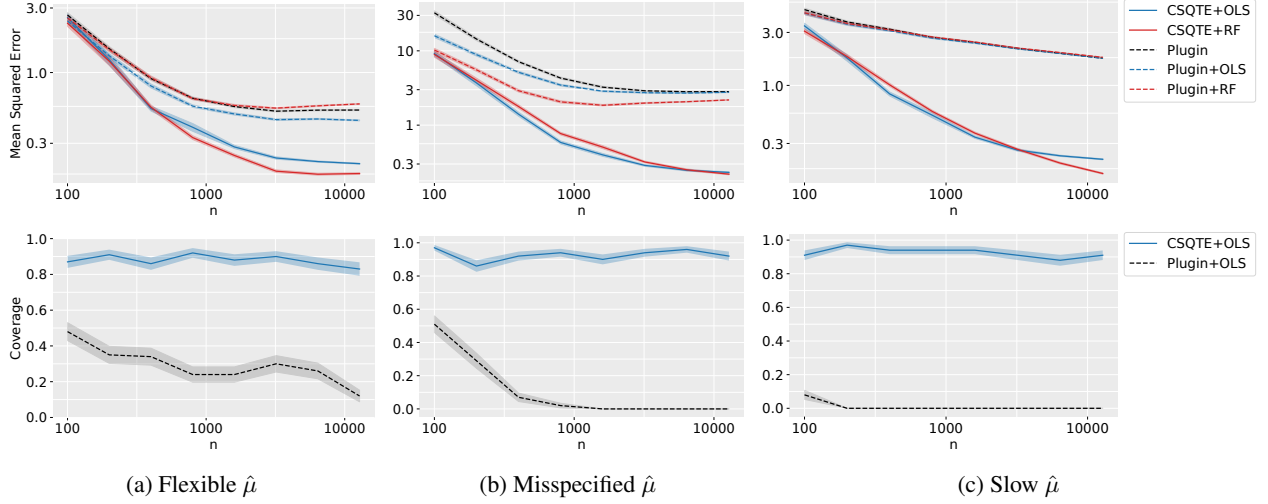 Mean Squared Error
3.0
1.0
0.3
100
1000
10000
n
30
10
3
1
0.3
100
1000
10000
n
3.0
1.0
0.3
100
1000
10000
n
CSQTE+OLS
CSQTE+RF
Plugin
Plugin+OLS
Plugin+RF
Coverage
1.0
0.8
0.6
0.4
0.2
0.0
100
1000
10000
n
1.0
0.8
0.6
0.4
0.2
0.0
100
1000
10000
n
1.0
0.8
0.6
0.4
0.2
0.0
100
1000
10000
n
CSQTE+OLS
Plugin+OLS
(a) Flexible μ̂
(b) Misspecified μ̂
(c) Slow μ̂